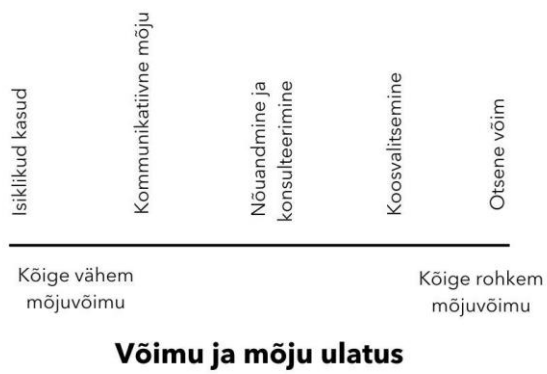 Isiklikud kasud
Kommunikatiivne mõju
Nõuandmine ja
konsulteerimine
Koosvalitsemine
Otsene võim
Kõige vähem
mõjuvõimu
Kõige rohkem
mõjuvõimu
Võimu ja mõju ulatus